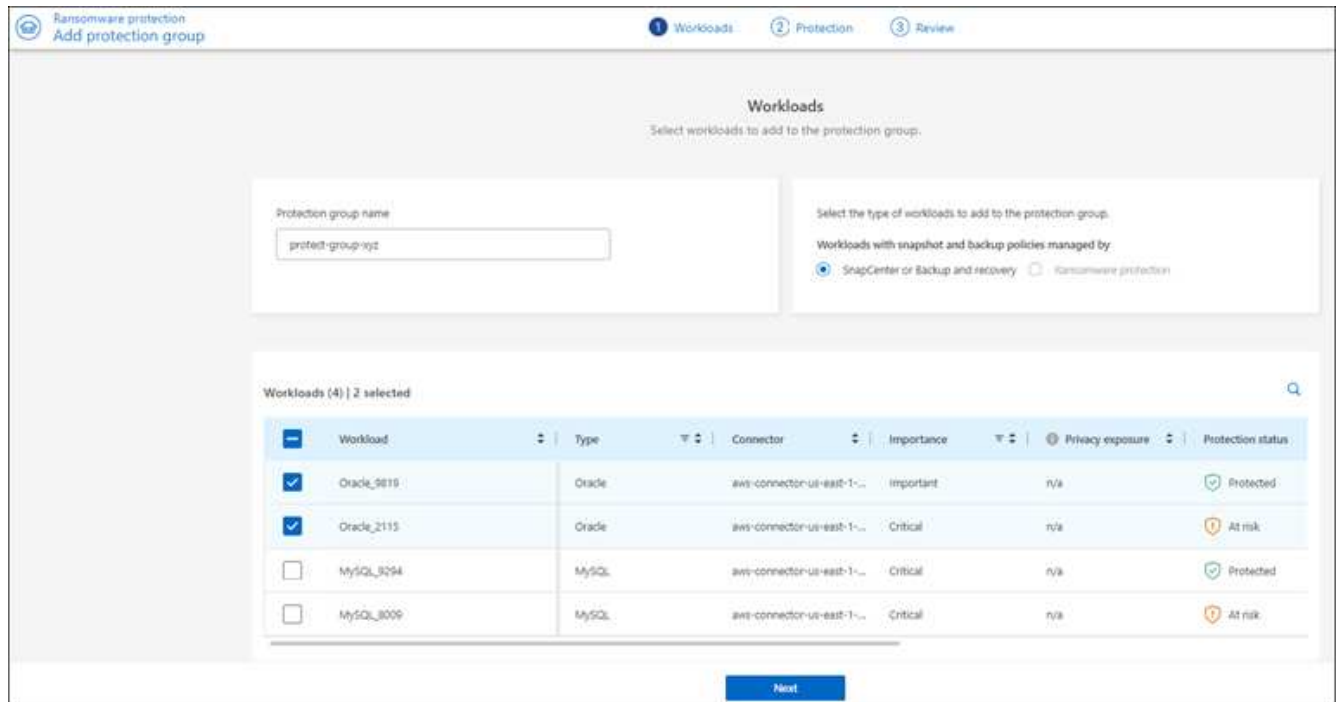 Ransomware protection
Add protection group
1 Workloads 2 Protection 3 Review
Workloads
Select workloads to add to the protection group.
Protection group name
protect-group-xyz
Select the type of workloads to add to the protection group.
Workloads with snapshot and backup policies managed by
SnapCenter or Backup and recovery Ransomware protection
Workloads (4) | 2 selected
Workload Type Connector Importance Privacy exposure Protection status
Oracle_9819 Oracle aws-connector-us-east-1-... Important n/a Protected
Oracle_2115 Oracle aws-connector-us-east-1-... Critical n/a At risk
MySQL_9294 MySQL aws-connector-us-east-1-... Critical n/a Protected
MySQL_8009 MySQL aws-connector-us-east-1-... Critical n/a At risk
Next